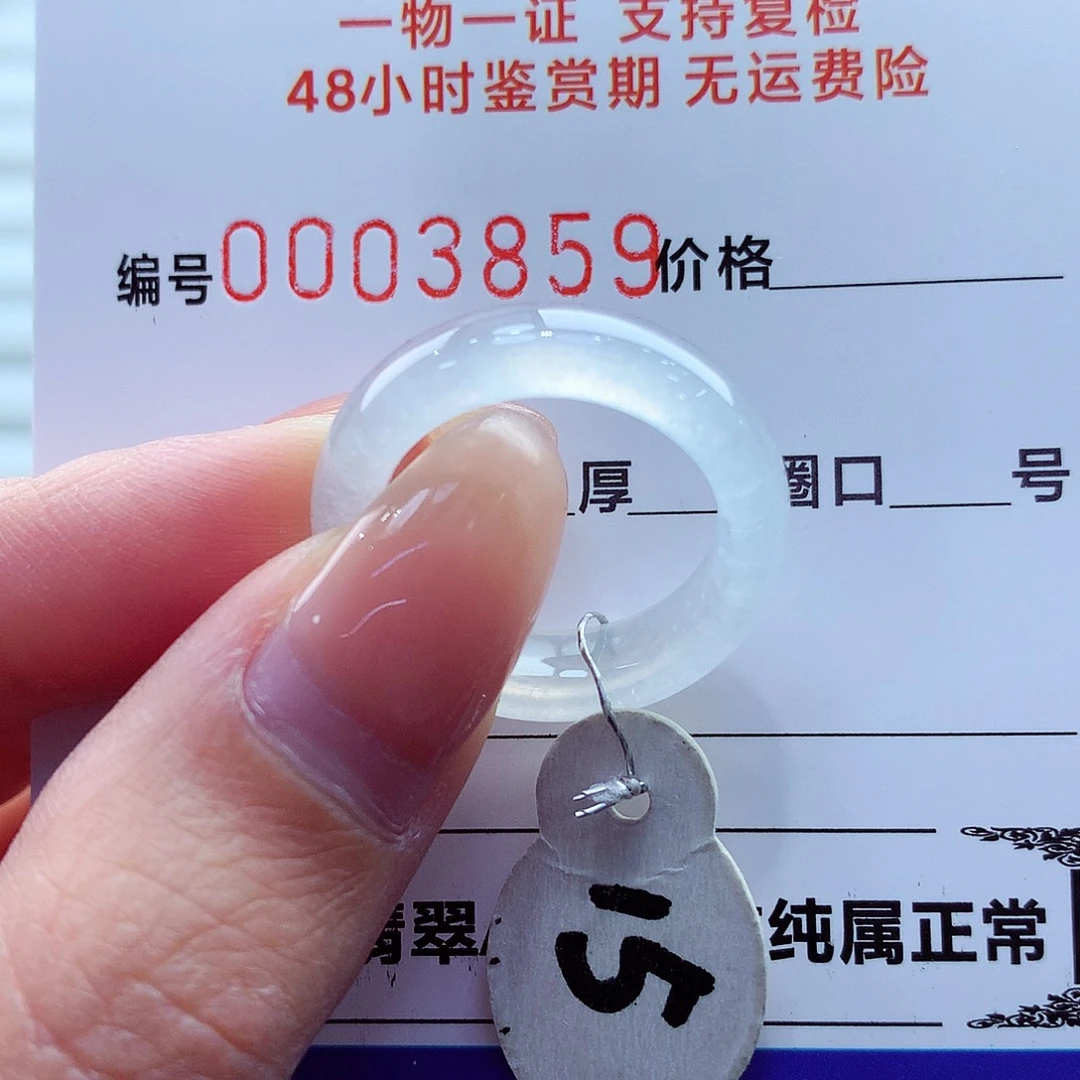 一物一证 支持复检
48小时鉴赏期 无运费险
编号0003859价格
厚 圈口 号
翡翠 纯属正常
15